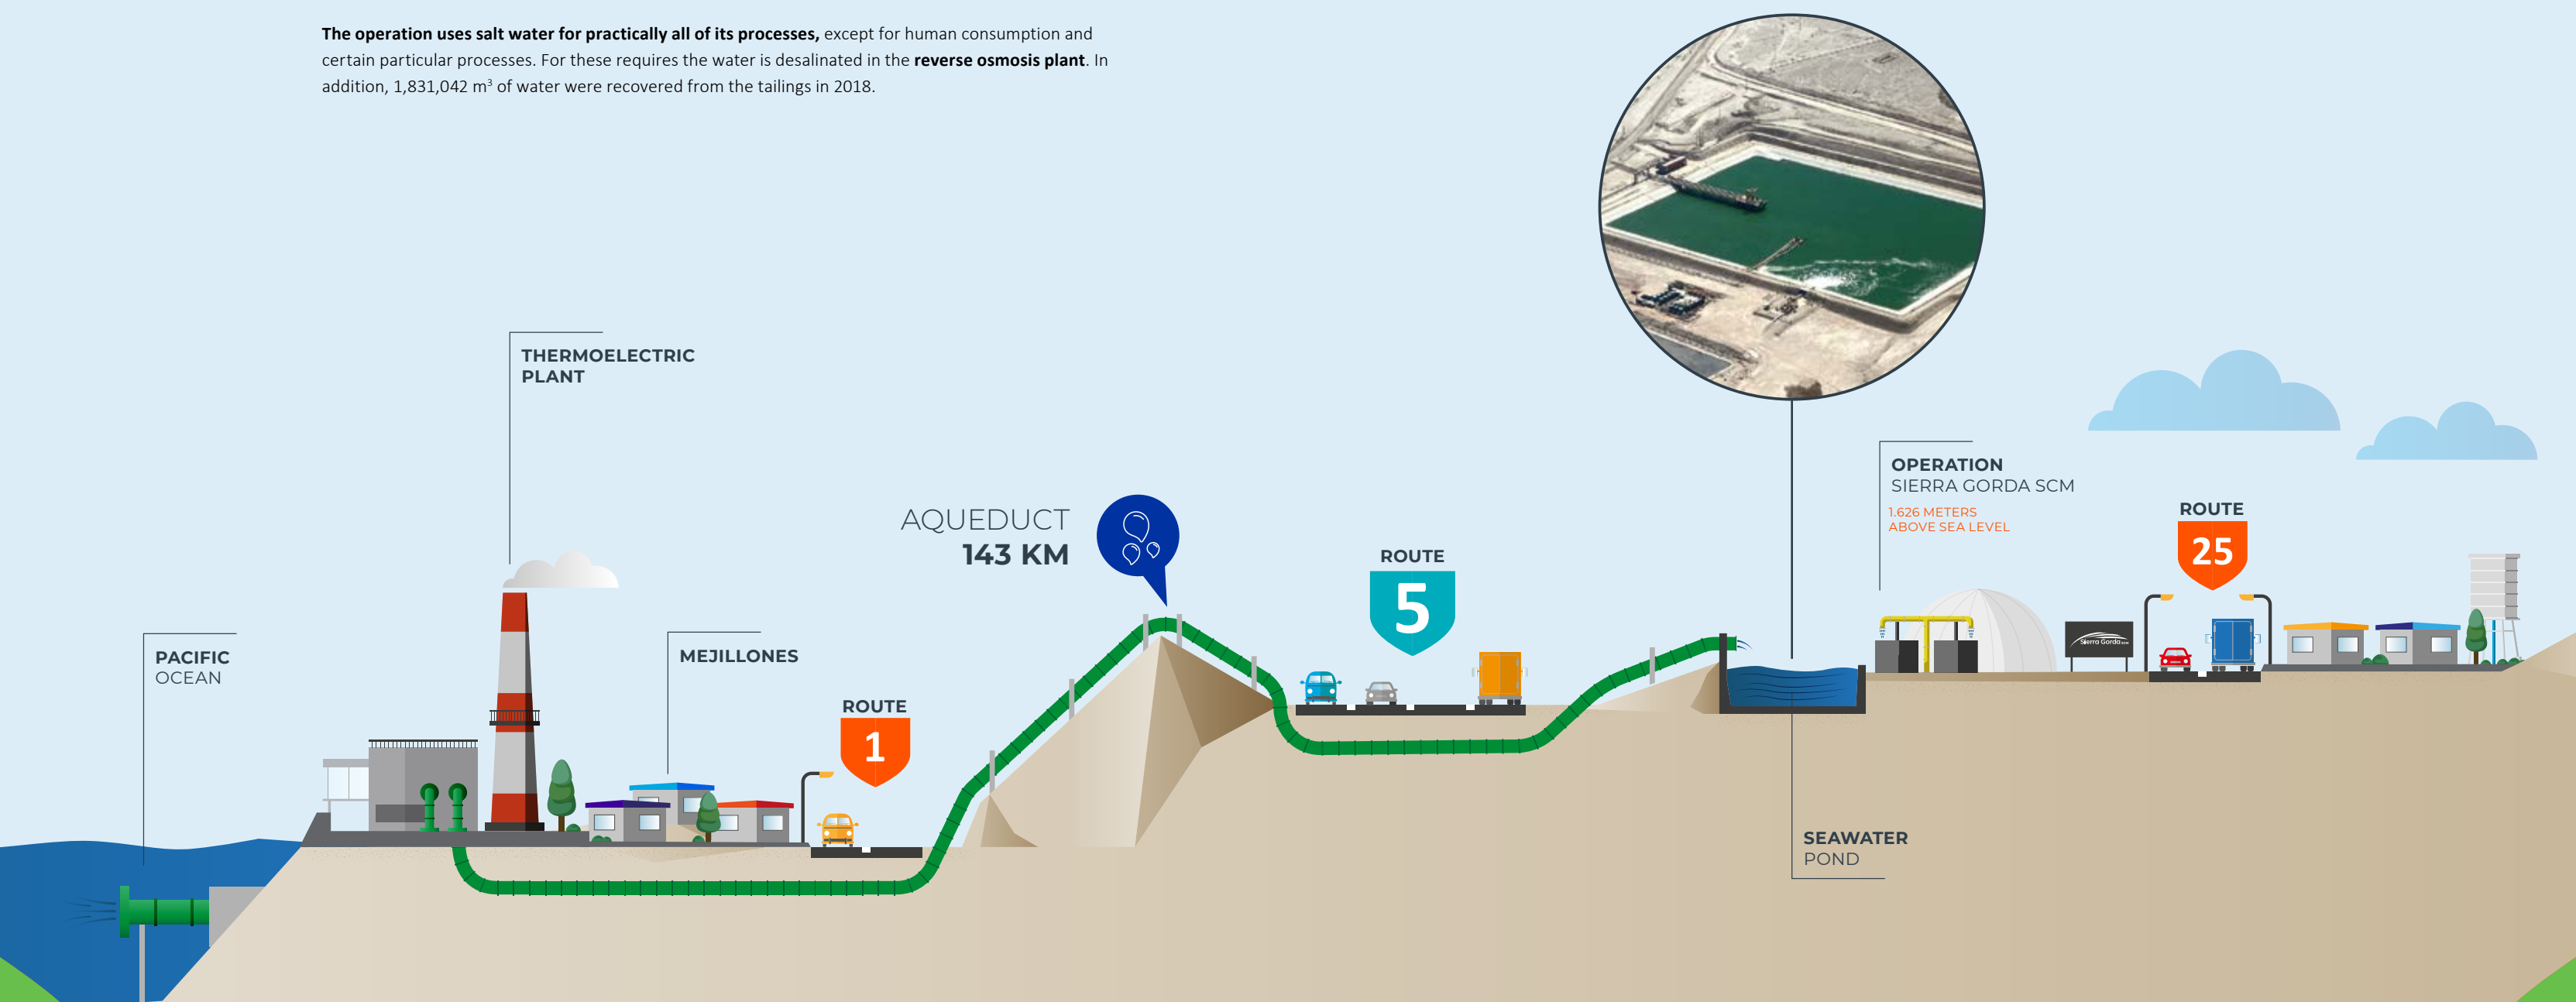 The operation uses salt water for practically all of its processes, except for human consumption and
certain particular processes. For these requires the water is desalinated in the reverse osmosis plant. In
addition, 1,831,042 m³ of water were recovered from the tailings in 2018.
THERMOELECTRIC
PLANT
OPERATION
SIERRA GORDA SCM
1.626 METERS
ABOVE SEA LEVEL
ROUTE
25
AQUEDUCT
143 KM
ROUTE
5
PACIFIC
OCEAN
MEJILLONES
Sierra Gorda SCM
ROUTE
1
SEAWATER
POND